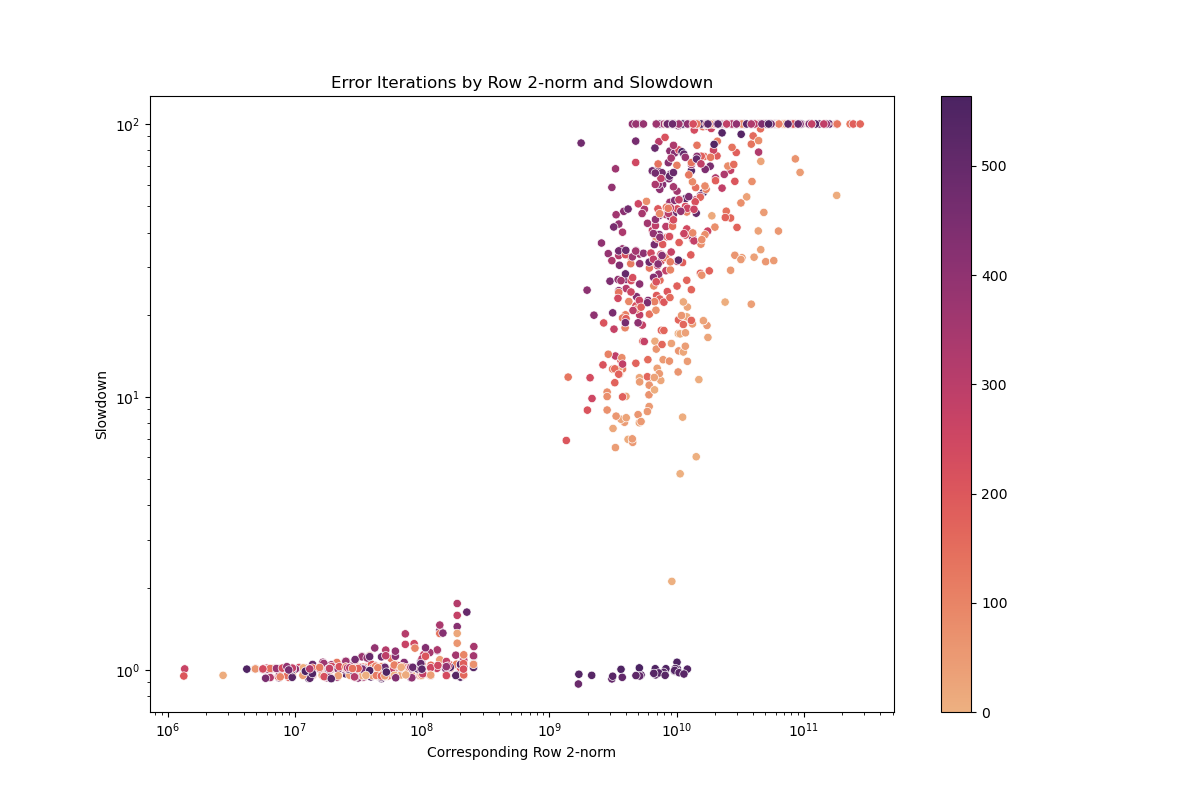 Error Iterations by Row 2-norm and Slowdown
Slowdown
10²
10¹
10⁰
10⁶ 10⁷ 10⁸ 10⁹ 10¹⁰ 10¹¹
Corresponding Row 2-norm
500
400
300
200
100
0